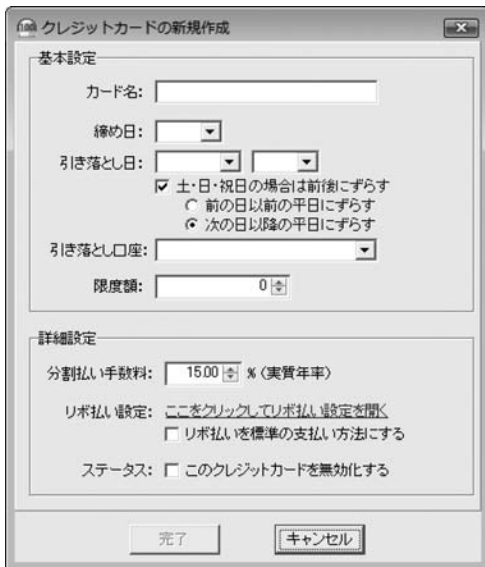 クレジットカードの新規作成
基本設定
カード名:
締め日:
引き落とし日:
土・日・祝日の場合は前後にずらす
前の日以前の平日にずらす
次の日以降の平日にずらす
引き落とし口座:
限度額: 0
詳細設定
分割払い手数料: 15.00 % (実質年率)
リボ払い設定: ここをクリックしてリボ払い設定を開く
リボ払いを標準の支払い方法にする
ステータス: このクレジットカードを無効化する
完了 キャンセル